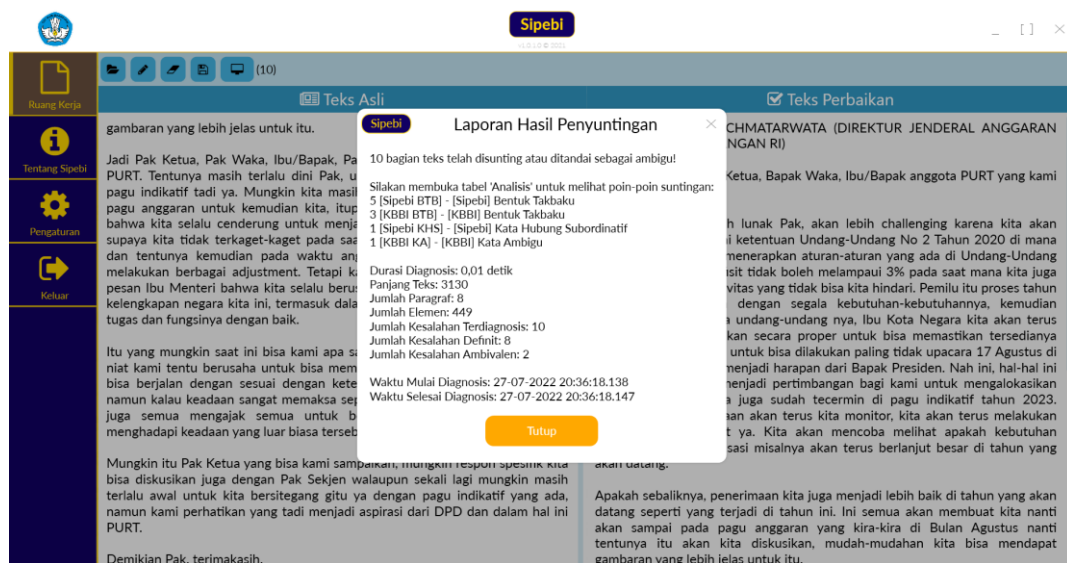 Sipebi
v1.0.1.0 © 2021
_ [ ] ×
(10)
Ruang Kerja
Tentang Sipebi
Pengaturan
Keluar
Teks Asli
gambaran yang lebih jelas untuk itu.
Jadi Pak Ketua, Pak Waka, Ibu/Bapak, Pa
PURT. Tentunya masih terlalu dini Pak, u
pagu indikatif tadi ya. Mungkin kita masi
pagu anggaran untuk kemudian kita, itup
bahwa kita selalu cenderung untuk menja
supaya kita tidak terkaget-kaget pada saa
dan tentunya kemudian pada waktu an
melakukan berbagai adjustment. Tetapi k
pesan Ibu Menteri bahwa kita selalu beru
kelengkapan negara kita ini, termasuk dala
tugas dan fungsinya dengan baik.
Itu yang mungkin saat ini bisa kami apa s
niat kami tentu berusaha untuk bisa mem
bisa berjalan dengan sesuai dengan kete
namun kalau keadaan sangat memaksa sep
juga semua mengajak semua untuk b
menghadapi keadaan yang luar biasa terseb
Mungkin itu Pak Ketua yang bisa kami sampaikan, mungkin respon spesifik kita
bisa diskusikan juga dengan Pak Sekjen walaupun sekali lagi mungkin masih
terlalu awal untuk kita bersitegang gitu ya dengan pagu indikatif yang ada,
namun kami perhatikan yang tadi menjadi aspirasi dari DPD dan dalam hal ini
PURT.
Demikian Pak, terimakasih.
Sipebi
Laporan Hasil Penyuntingan
×
10 bagian teks telah disunting atau ditandai sebagai ambigu!
Silakan membuka tabel 'Analisis' untuk melihat poin-poin suntingan:
5 [Sipebi BTB] - [Sipebi] Bentuk Takbaku
3 [KBBI BTB] - [KBBI] Bentuk Takbaku
1 [Sipebi KHS] - [Sipebi] Kata Hubung Subordinatif
1 [KBBI KA] - [KBBI] Kata Ambigu
Durasi Diagnosis: 0,01 detik
Panjang Teks: 3130
Jumlah Paragraf: 8
Jumlah Elemen: 449
Jumlah Kesalahan Terdiagnosis: 10
Jumlah Kesalahan Definit: 8
Jumlah Kesalahan Ambivalen: 2
Waktu Mulai Diagnosis: 27-07-2022 20:36:18.138
Waktu Selesai Diagnosis: 27-07-2022 20:36:18.147
Tutup
Teks Perbaikan
CHMATARWATA (DIREKTUR JENDERAL ANGGARAN
NGAN RI)
Ketua, Bapak Waka, Ibu/Bapak anggota PURT yang kami
h lunak Pak, akan lebih challenging karena kita akan
i ketentuan Undang-Undang No 2 Tahun 2020 di mana
menerapkan aturan-aturan yang ada di Undang-Undang
sit tidak boleh melampaui 3% pada saat mana kita juga
vitas yang tidak bisa kita hindari. Pemilu itu proses tahun
dengan segala kebutuhan-kebutuhannya, kemudian
undang-undang nya, Ibu Kota Negara kita akan terus
kan secara proper untuk bisa memastikan tersedianya
untuk bisa dilakukan paling tidak upacara 17 Agustus di
menjadi harapan dari Bapak Presiden. Nah ini, hal-hal ini
menjadi pertimbangan bagi kami untuk mengalokasikan
juga sudah tecermin di pagu indikatif tahun 2023.
an akan terus kita monitor, kita akan terus melakukan
t ya. Kita akan mencoba melihat apakah kebutuhan
sasi misalnya akan terus berlanjut besar di tahun yang
akan datang.
Apakah sebaliknya, penerimaan kita juga menjadi lebih baik di tahun yang akan
datang seperti yang terjadi di tahun ini. Ini semua akan membuat kita nanti
akan sampai pada pagu anggaran yang kira-kira di Bulan Agustus nanti
tentunya itu akan kita diskusikan, mudah-mudahan kita bisa mendapat
gambaran yang lebih jelas untuk itu.